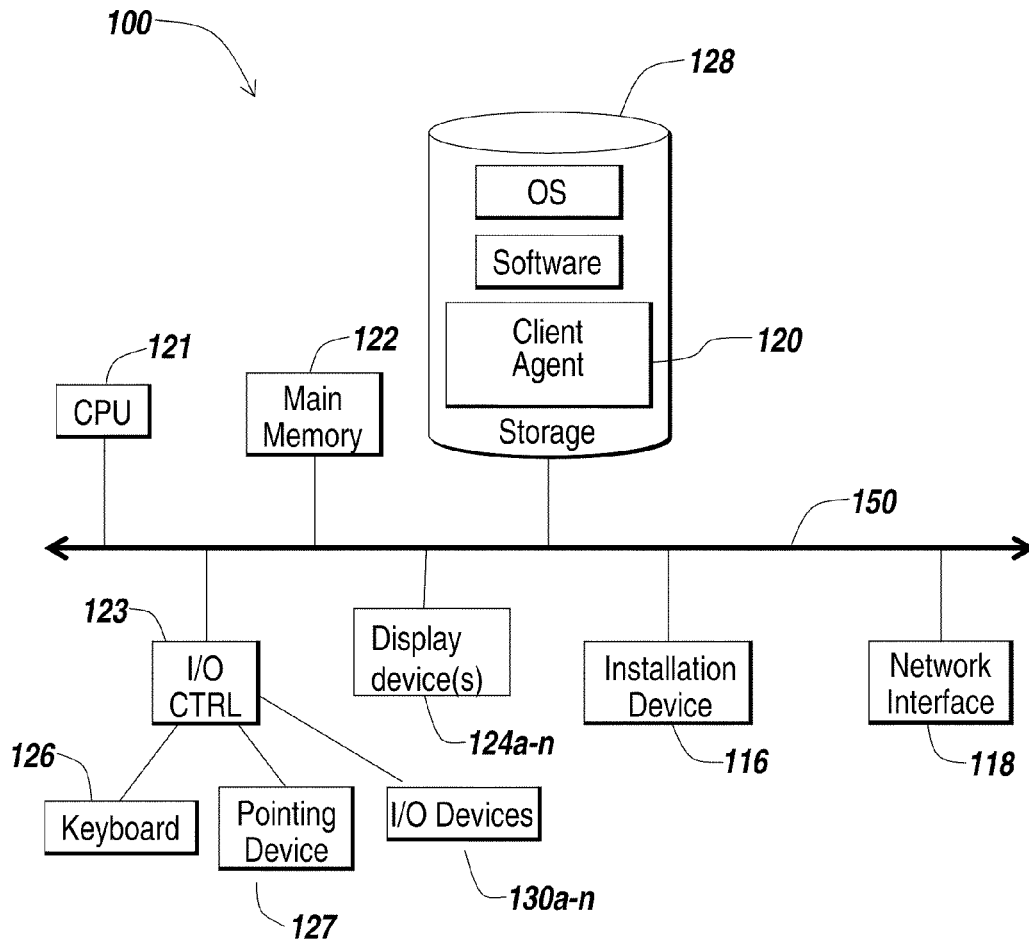 100
128
OS
Software
Client
Agent
120
Storage
121
CPU
122
Main
Memory
150
123
I/O
CTRL
Display
device(s)
124a-n
Installation
Device
116
Network
Interface
118
126
Keyboard
Pointing
Device
127
I/O Devices
130a-n